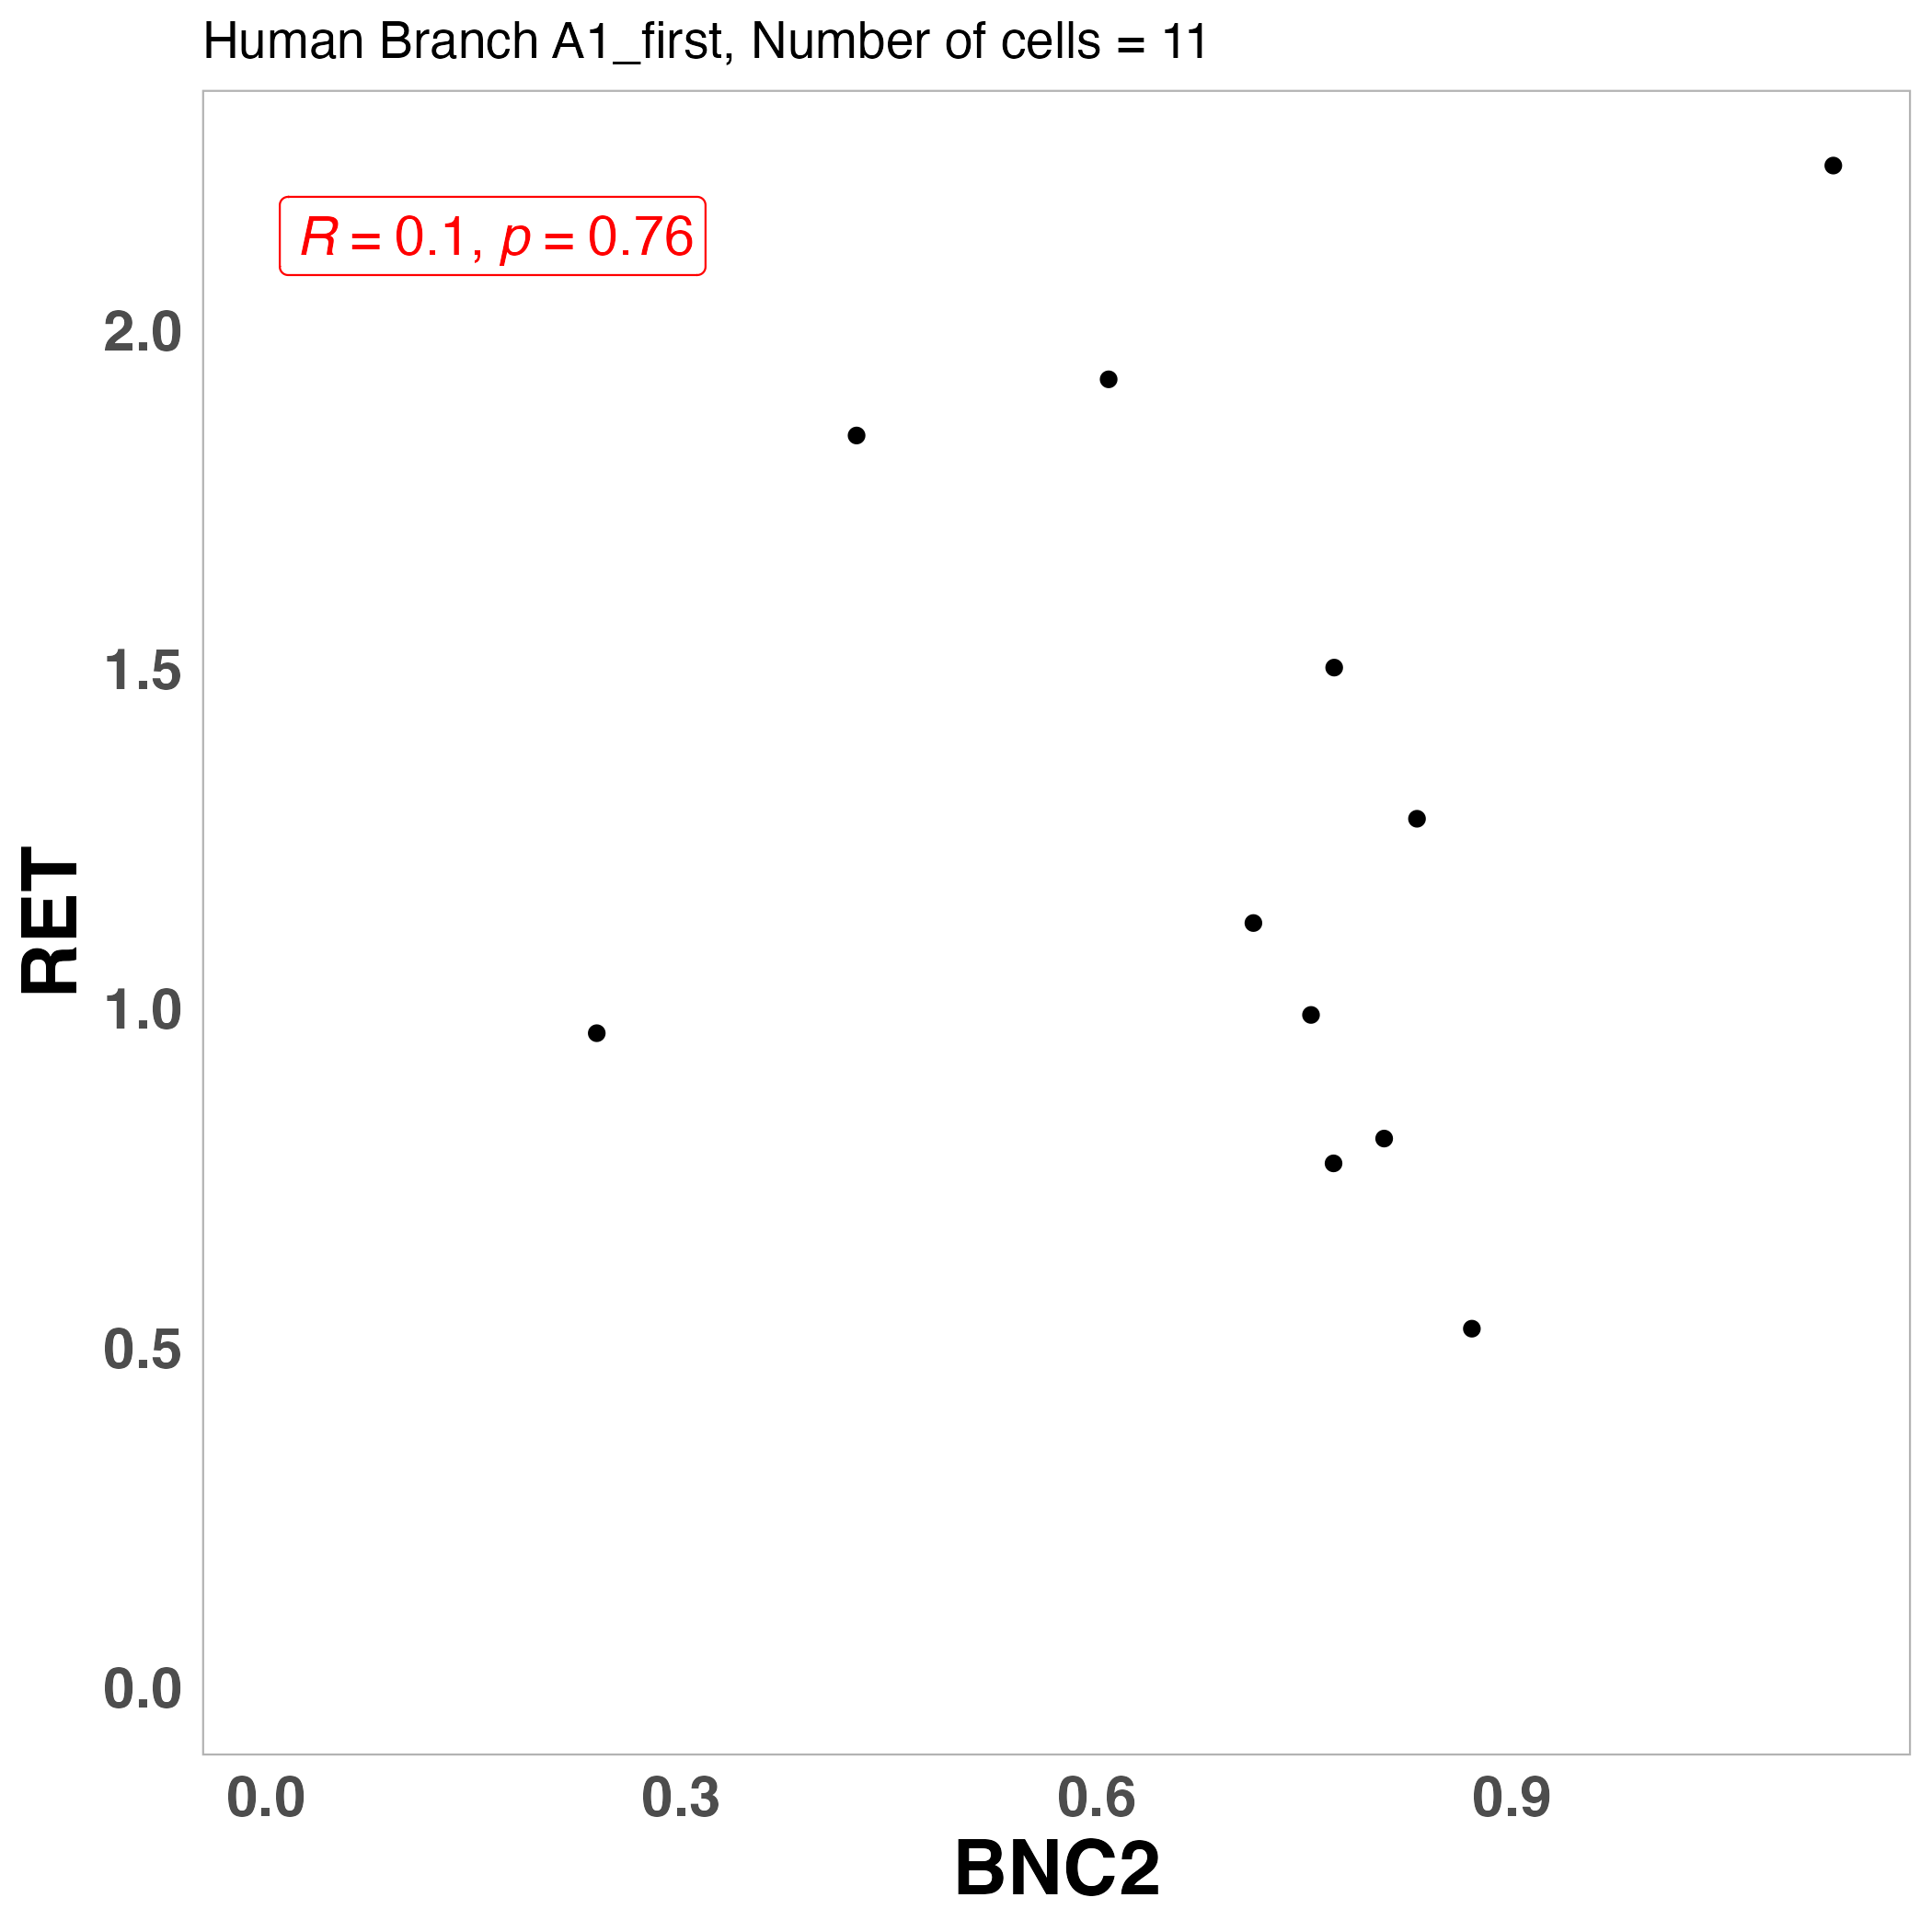 Human Branch A1_first, Number of cells = 11
R = 0.1, p = 0.76
2.0
1.5
1.0
0.5
0.0
RET
0.0 0.3 0.6 0.9
BNC2